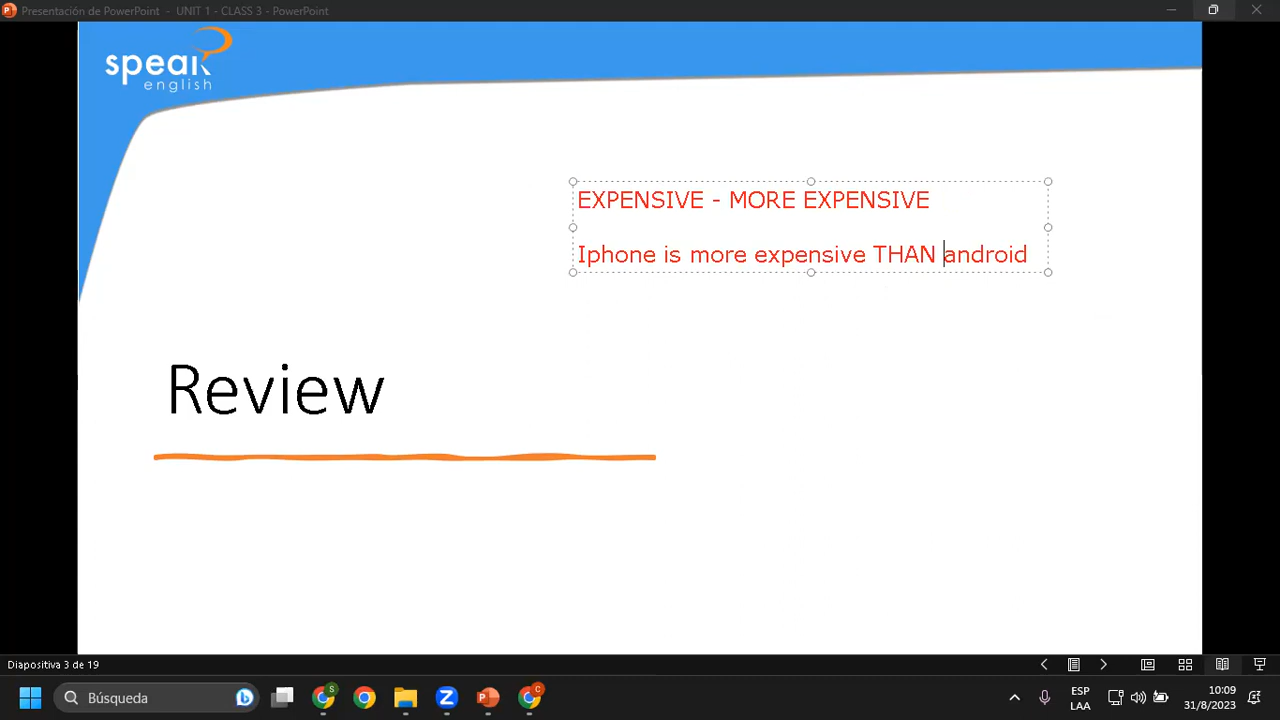 Presentación de PowerPoint - UNIT 1 - CLASS 3 - PowerPoint
speak
english
EXPENSIVE - MORE EXPENSIVE
Iphone is more expensive THAN android
Review
Diapositiva 3 de 19
Búsqueda
S
C
ESP
LAA
10:09
31/8/2023